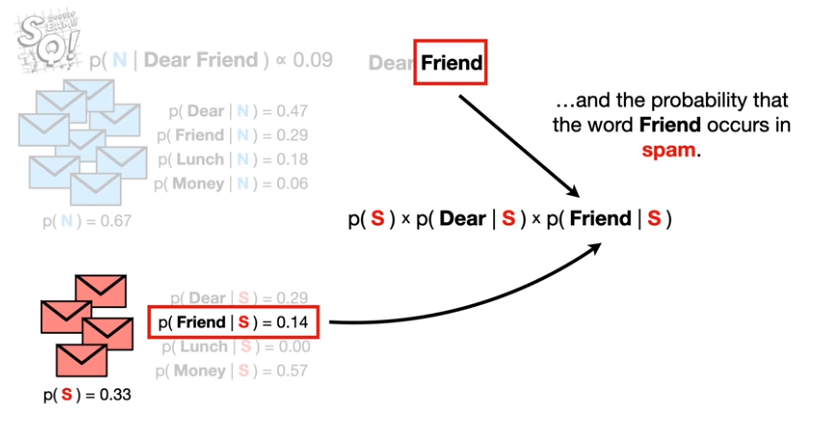 StatQuest!!
p( N | Dear Friend ) ∝ 0.09
Dear Friend
…and the probability that
the word Friend occurs in
spam.
p( Dear | N ) = 0.47
p( Friend | N ) = 0.29
p( Lunch | N ) = 0.18
p( Money | N ) = 0.06
p( N ) = 0.67
p( S ) x p( Dear | S ) x p( Friend | S )
p( Dear | S ) = 0.29
p( Friend | S ) = 0.14
p( Lunch | S ) = 0.00
p( Money | S ) = 0.57
p( S ) = 0.33